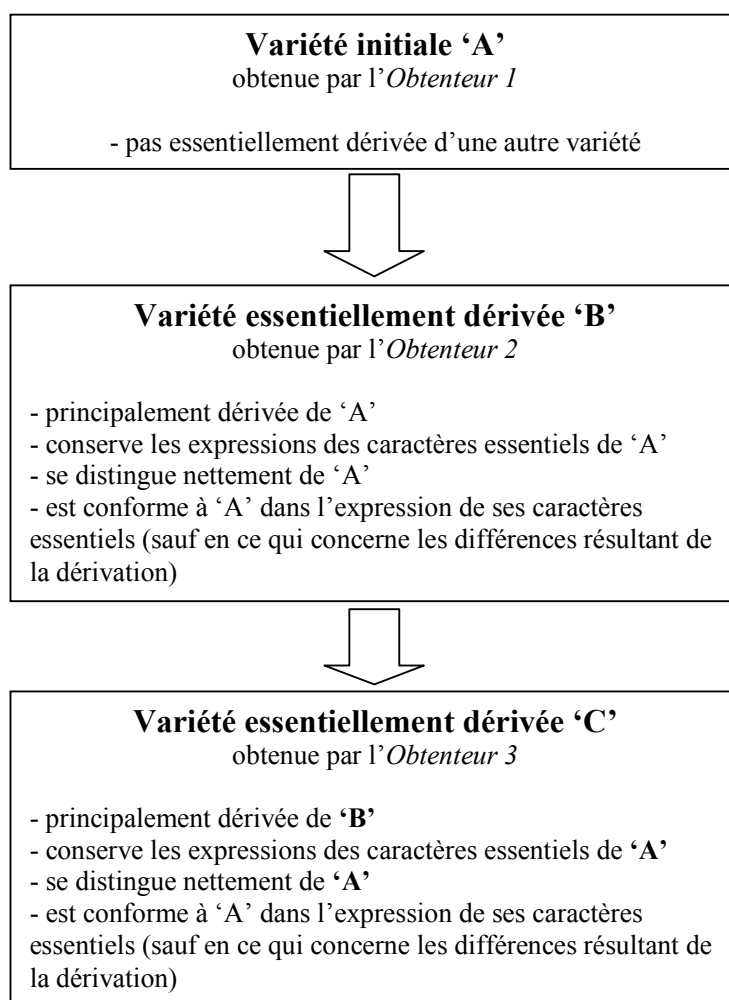 Variété initiale ‘A’
obtenue par l’Obtenteur 1
- pas essentiellement dérivée d’une autre variété
Variété essentiellement dérivée ‘B’
obtenue par l’Obtenteur 2
- principalement dérivée de ‘A’
- conserve les expressions des caractères essentiels de ‘A’
- se distingue nettement de ‘A’
- est conforme à ‘A’ dans l’expression de ses caractères
essentiels (sauf en ce qui concerne les différences résultant de
la dérivation)
Variété essentiellement dérivée ‘C’
obtenue par l’Obtenteur 3
- principalement dérivée de ‘B’
- conserve les expressions des caractères essentiels de ‘A’
- se distingue nettement de ‘A’
- est conforme à ‘A’ dans l’expression de ses caractères
essentiels (sauf en ce qui concerne les différences résultant de
la dérivation)